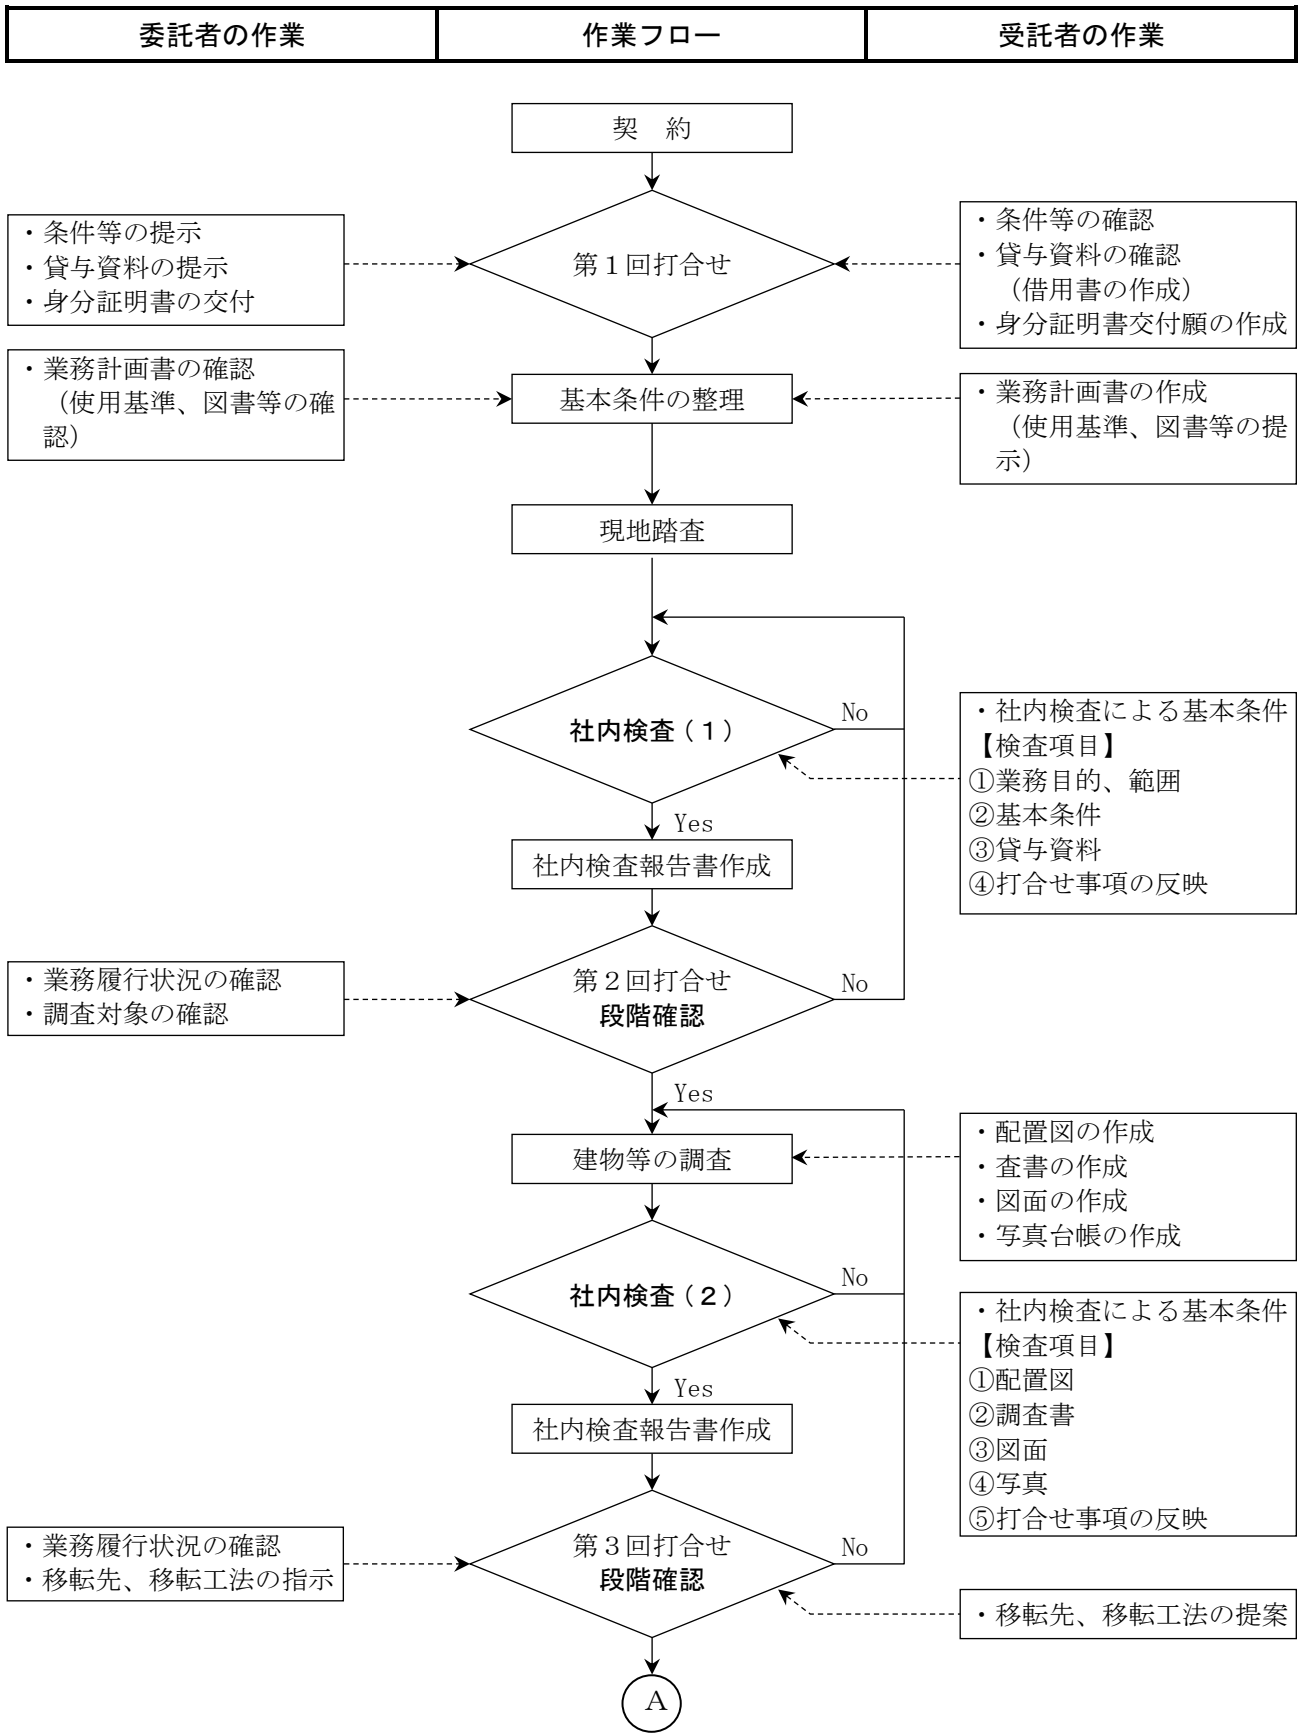 委託者の作業
作業フロー
受託者の作業
契　約
・条件等の提示
・貸与資料の提示
・身分証明書の交付
第１回打合せ
・条件等の確認
・貸与資料の確認
（借用書の作成）
・身分証明書交付願の作成
・業務計画書の確認
（使用基準、図書等の確
認）
基本条件の整理
・業務計画書の作成
（使用基準、図書等の提
示）
現地踏査
社内検査（１）
No
・社内検査による基本条件
【検査項目】
①業務目的、範囲
②基本条件
③貸与資料
④打合せ事項の反映
Yes
社内検査報告書作成
・業務履行状況の確認
・調査対象の確認
第２回打合せ
段階確認
No
Yes
建物等の調査
・配置図の作成
・査書の作成
・図面の作成
・写真台帳の作成
社内検査（２）
No
・社内検査による基本条件
【検査項目】
①配置図
②調査書
③図面
④写真
⑤打合せ事項の反映
Yes
社内検査報告書作成
・業務履行状況の確認
・移転先、移転工法の指示
第３回打合せ
段階確認
No
・移転先、移転工法の提案
A